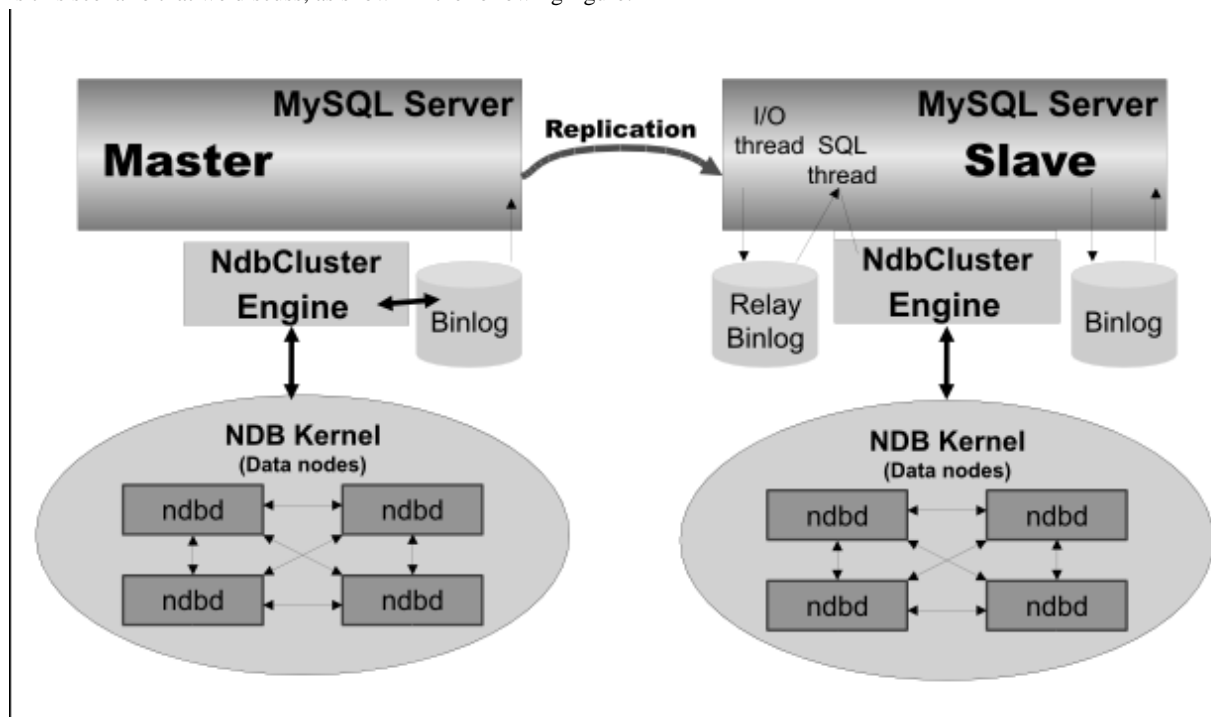 MySQL Server
Master
Replication
MySQL Server
I/O
thread
SQL
thread
Slave
NdbCluster
Engine
Binlog
Relay
Binlog
NdbCluster
Engine
Binlog
NDB Kernel
(Data nodes)
ndbd
ndbd
ndbd
ndbd
NDB Kernel
(Data nodes)
ndbd
ndbd
ndbd
ndbd